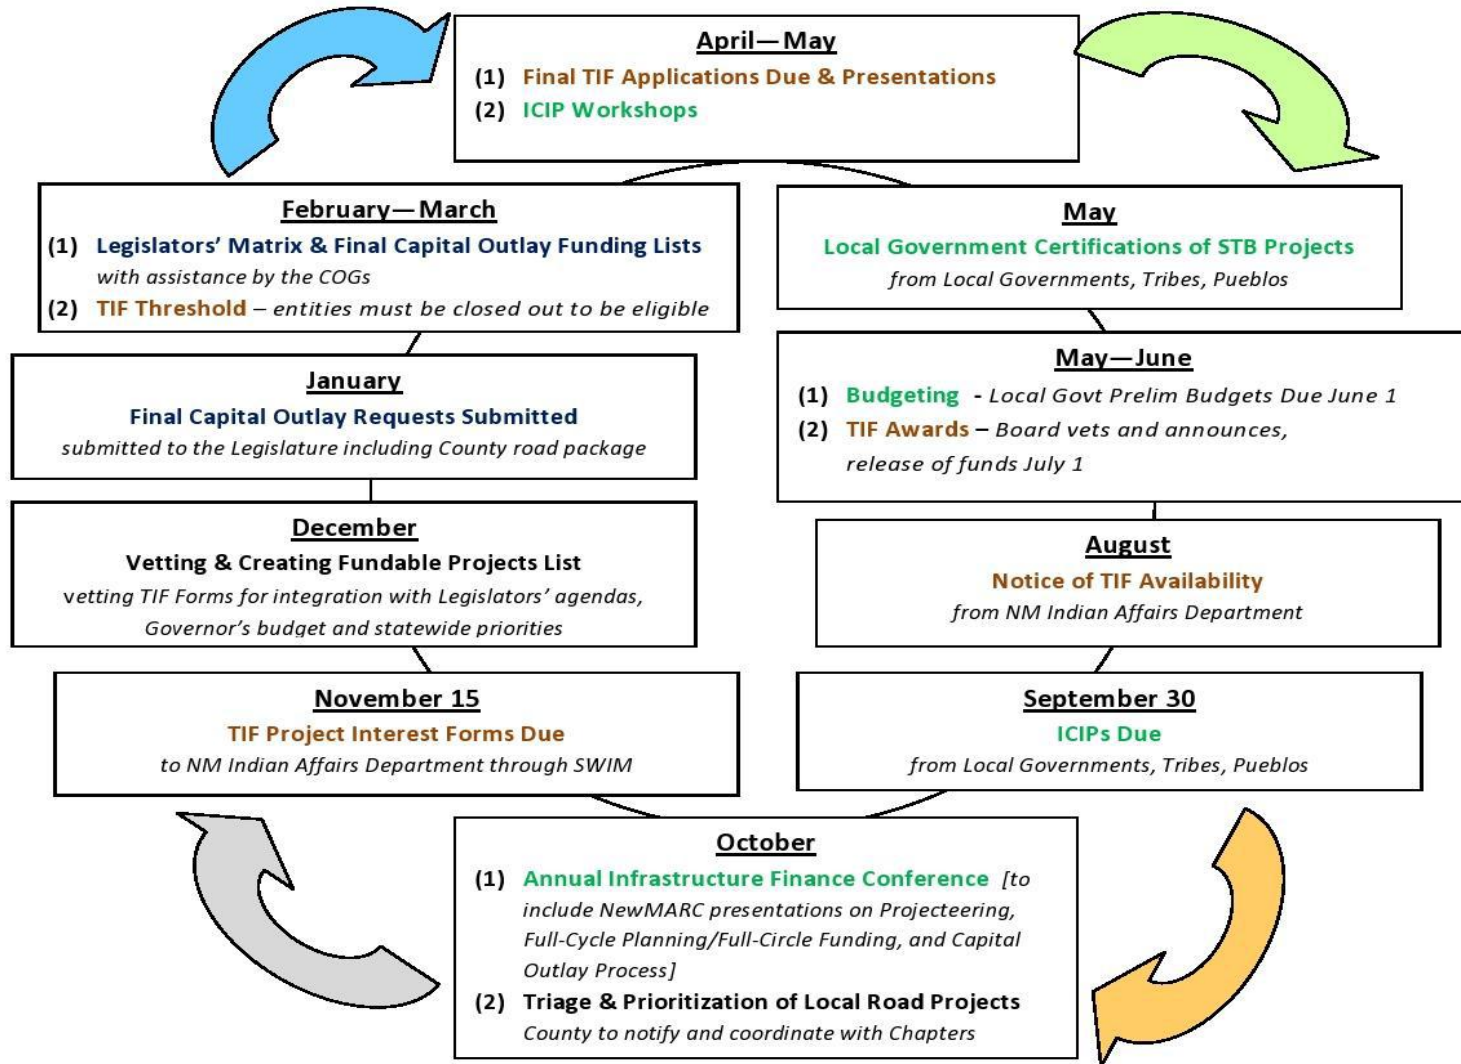 April—May
(1) Final TIF Applications Due & Presentations
(2) ICIP Workshops
May
Local Government Certifications of STB Projects
from Local Governments, Tribes, Pueblos
May—June
(1) Budgeting - Local Govt Prelim Budgets Due June 1
(2) TIF Awards – Board vets and announces,
release of funds July 1
August
Notice of TIF Availability
from NM Indian Affairs Department
September 30
ICIPs Due
from Local Governments, Tribes, Pueblos
October
(1) Annual Infrastructure Finance Conference [to
include NewMARC presentations on Projecteering,
Full-Cycle Planning/Full-Circle Funding, and Capital
Outlay Process]
(2) Triage & Prioritization of Local Road Projects
County to notify and coordinate with Chapters
November 15
TIF Project Interest Forms Due
to NM Indian Affairs Department through SWIM
December
Vetting & Creating Fundable Projects List
vetting TIF Forms for integration with Legislators’ agendas,
Governor’s budget and statewide priorities
January
Final Capital Outlay Requests Submitted
submitted to the Legislature including County road package
February—March
(1) Legislators’ Matrix & Final Capital Outlay Funding Lists
with assistance by the COGs
(2) TIF Threshold – entities must be closed out to be eligible